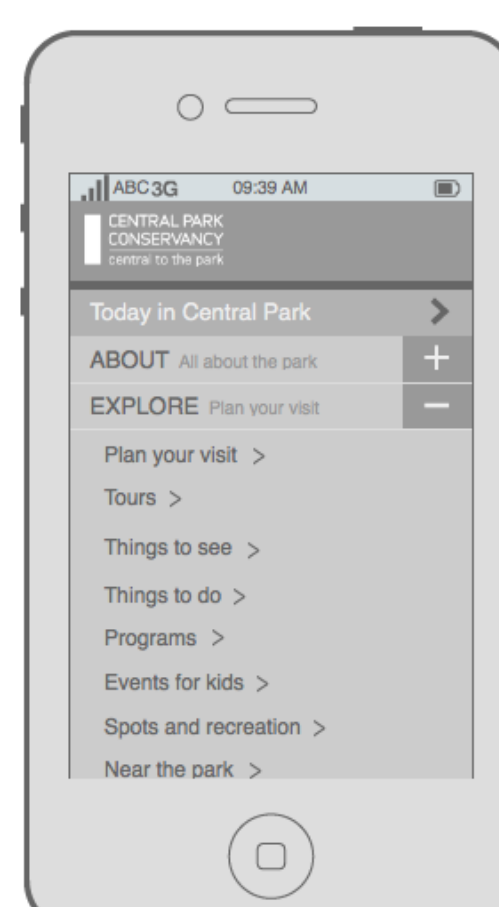 ABC 3G 09:39 AM
CENTRAL PARK
CONSERVANCY
central to the park
Today in Central Park >
ABOUT All about the park +
EXPLORE Plan your visit −
Plan your visit >
Tours >
Things to see >
Things to do >
Programs >
Events for kids >
Spots and recreation >
Near the park >